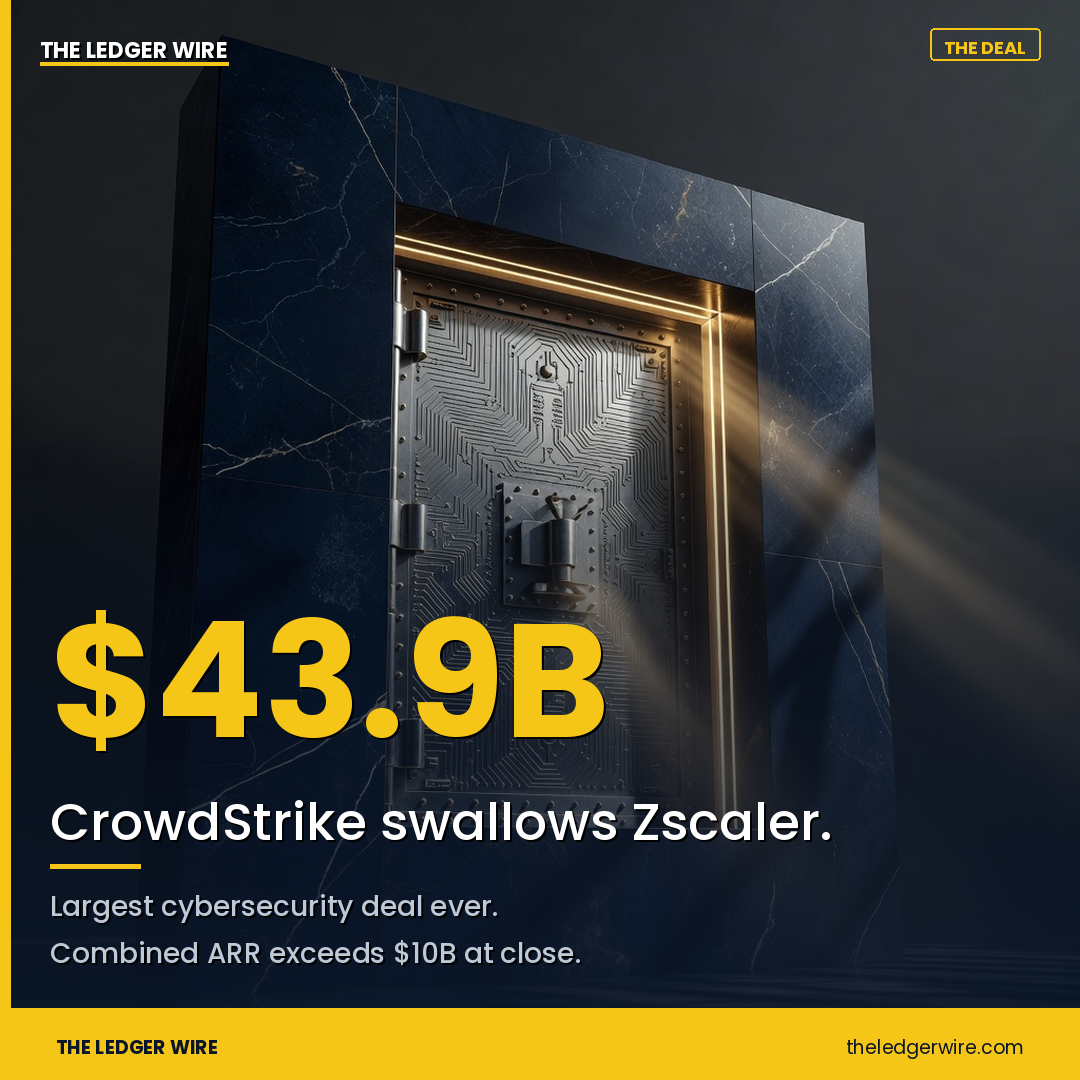 THE LEDGER WIRE
THE DEAL
$43.9B
CrowdStrike swallows Zscaler.
Largest cybersecurity deal ever.
Combined ARR exceeds $10B at close.
THE LEDGER WIRE
theledgerwire.com